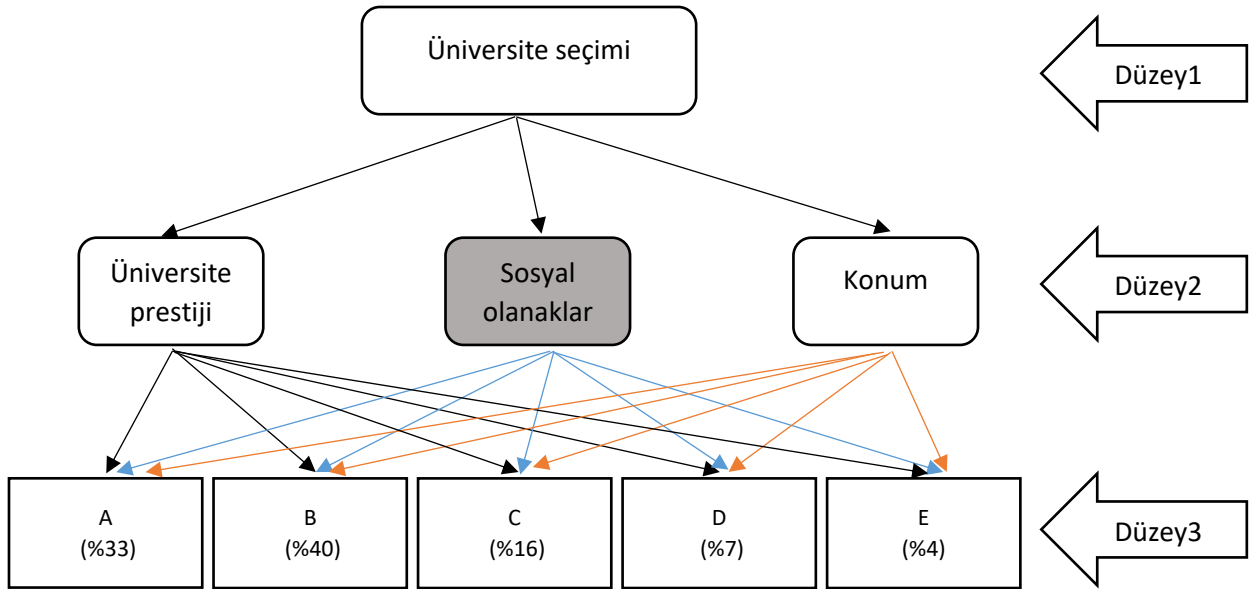 Üniversite seçimi
Düzey1
Üniversite
prestiji
Sosyal
olanaklar
Konum
Düzey2
A
(%33)
B
(%40)
C
(%16)
D
(%7)
E
(%4)
Düzey3